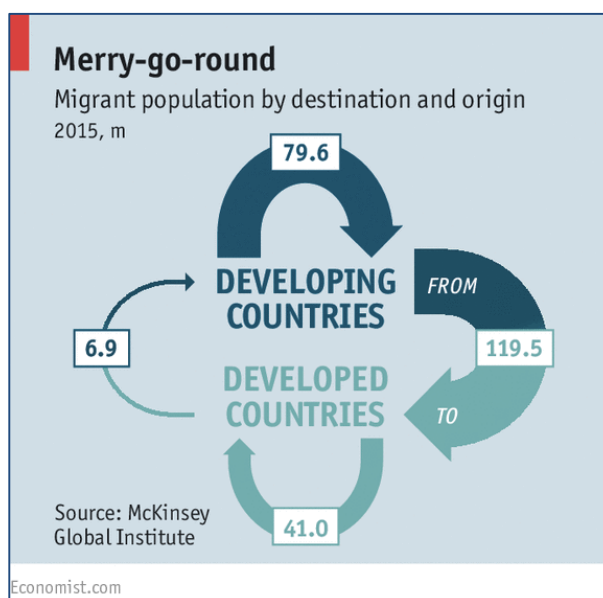 Merry-go-round
Migrant population by destination and origin
2015, m
79.6
DEVELOPING
COUNTRIES
FROM
6.9
119.5
DEVELOPED
COUNTRIES
TO
41.0
Source: McKinsey
Global Institute
Economist.com